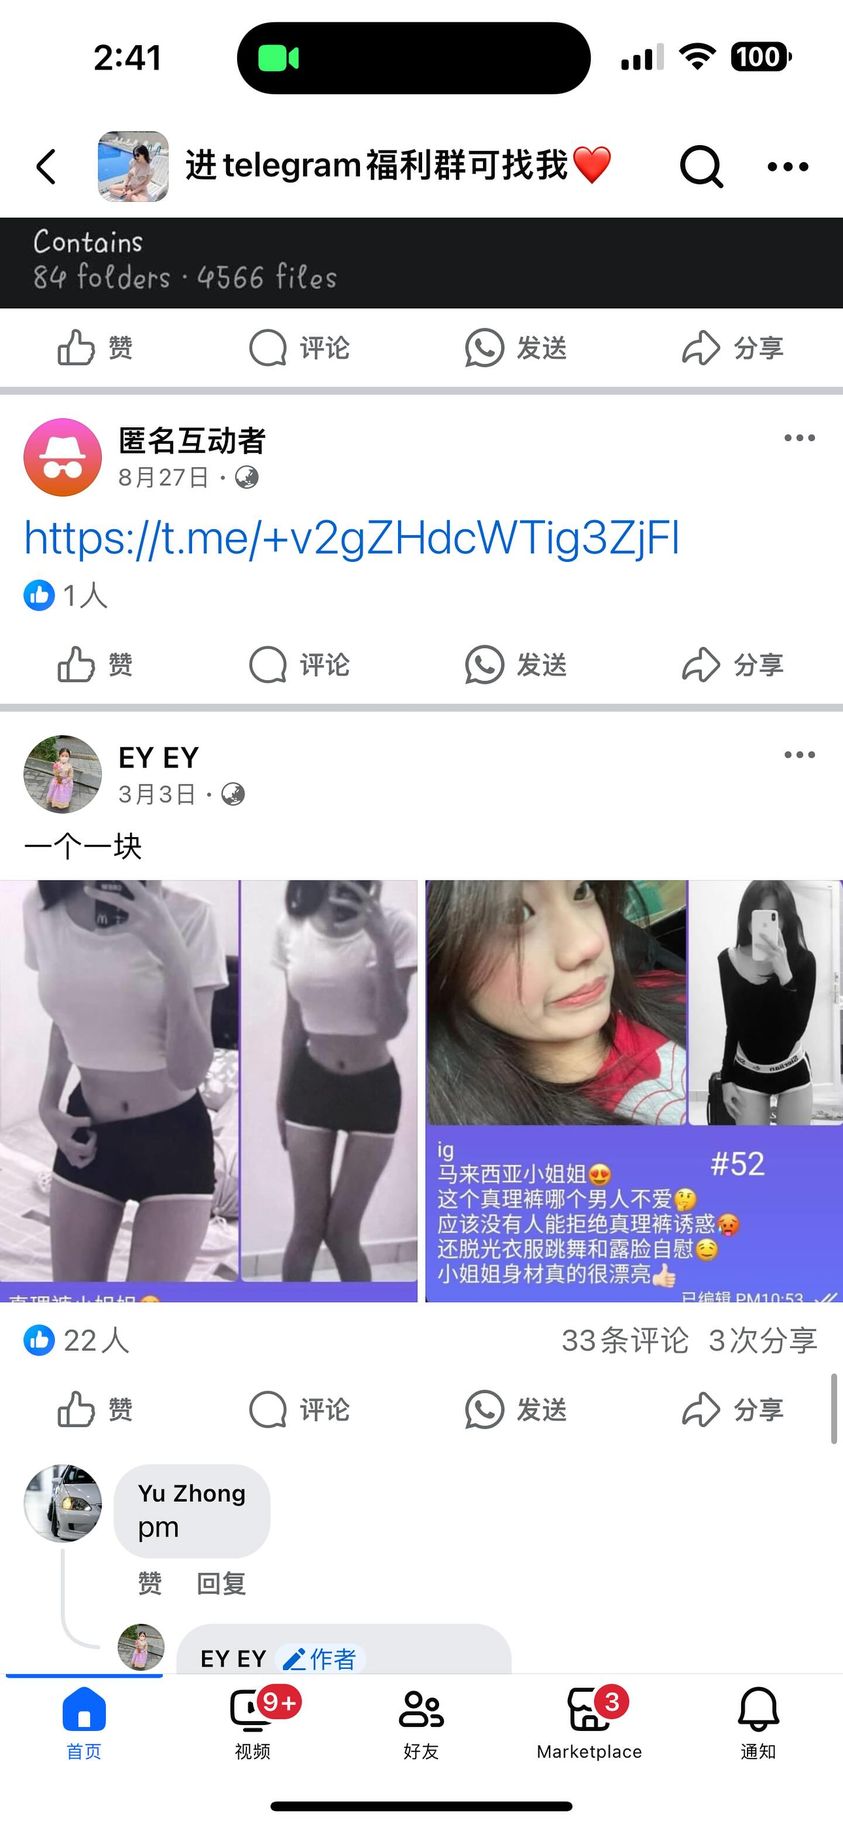 2:41
100
进telegram福利群可找我❤️
Contains
84 folders · 4566 files
赞 评论 发送 分享
匿名互动者
8月27日 ·
https://t.me/+v2gZHdcWTig3ZjFl
1人
赞 评论 发送 分享
EY EY
3月3日 ·
一个一块
ig
#52
马来西亚小姐姐😍
这个真理裤哪个男人不爱🤔
应该没有人能拒绝真理裤诱惑🥵
还脱光衣服跳舞和露脸自慰😌
小姐姐身材真的很漂亮👍🏻
已编辑 PM10:53
22人
33条评论 3次分享
赞 评论 发送 分享
Yu Zhong
pm
赞 回复
EY EY 作者
9+
3
首页 视频 好友 Marketplace 通知